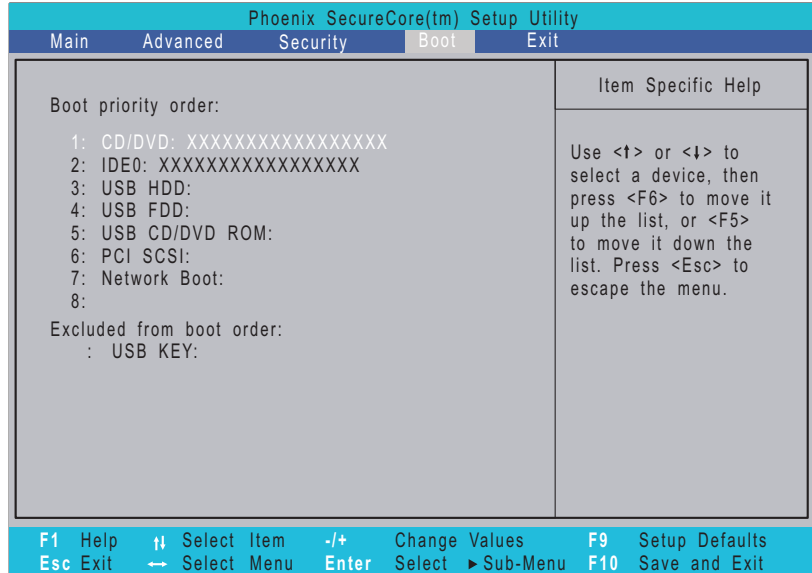 Phoenix SecureCore(tm) Setup Utility
Main Advanced Security Boot Exit
Boot priority order:
1: CD/DVD: XXXXXXXXXXXXXXXXX
2: IDE0: XXXXXXXXXXXXXXXXX
3: USB HDD:
4: USB FDD:
5: USB CD/DVD ROM:
6: PCI SCSI:
7: Network Boot:
8:
Excluded from boot order:
: USB KEY:
Item Specific Help
Use <↑> or <↓> to
select a device, then
press <F6> to move it
up the list, or <F5>
to move it down the
list. Press <Esc> to
escape the menu.
F1 Help ↑↓ Select Item -/+ Change Values F9 Setup Defaults
Esc Exit ↔ Select Menu Enter Select ▶ Sub-Menu F10 Save and Exit